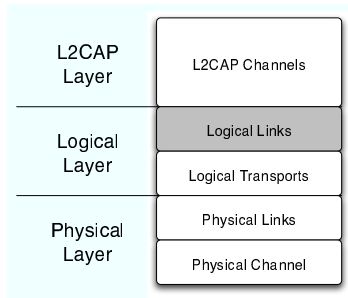 L2CAP
Layer
L2CAP Channels
Logical
Layer
Logical Links
Logical Transports
Physical
Layer
Physical Links
Physical Channel